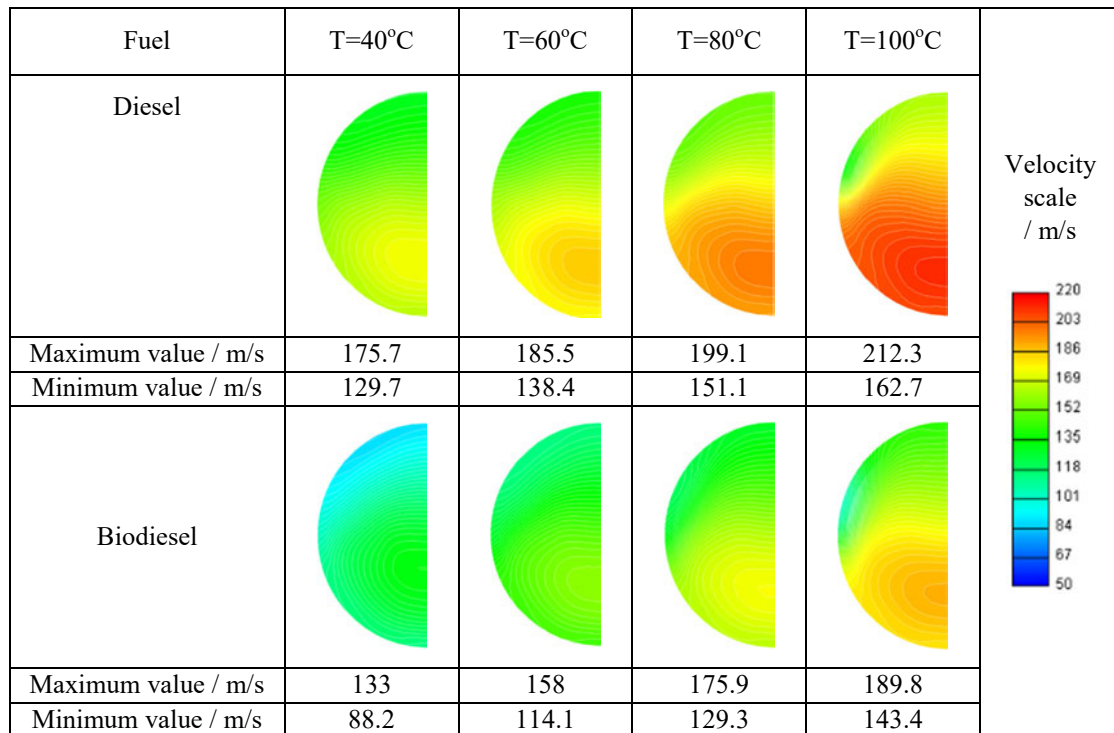 Fuel T=40°C T=60°C T=80°C T=100°C
Diesel
Velocity
scale
/ m/s
220
203
186
169
152
135
118
101
84
67
50
Maximum value / m/s 175.7 185.5 199.1 212.3
Minimum value / m/s 129.7 138.4 151.1 162.7
Biodiesel
Maximum value / m/s 133 158 175.9 189.8
Minimum value / m/s 88.2 114.1 129.3 143.4